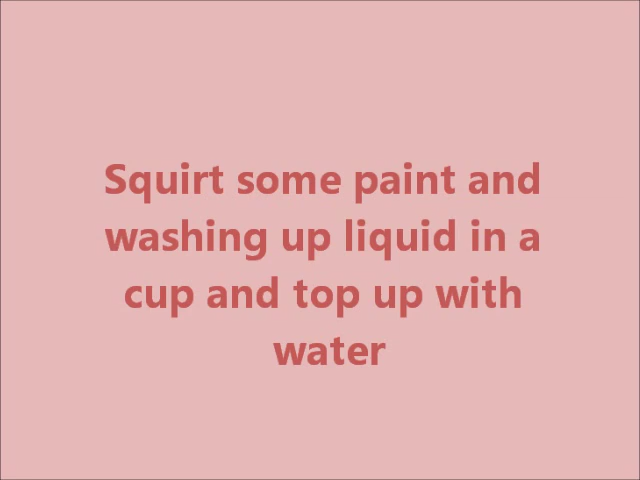 Squirt some paint and
washing up liquid in a
cup and top up with
water